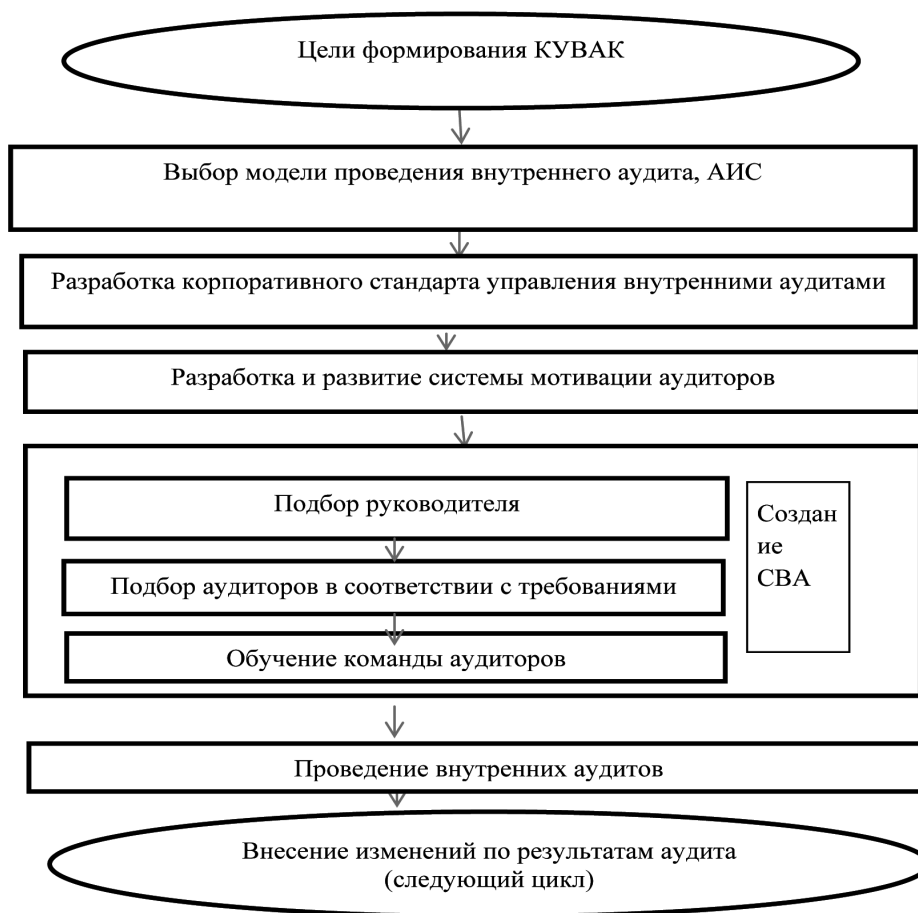 Цели формирования КУВАК
Выбор модели проведения внутреннего аудита, АИС
Разработка корпоративного стандарта управления внутренними аудитами
Разработка и развитие системы мотивации аудиторов
Подбор руководителя
Подбор аудиторов в соответствии с требованиями
Обучение команды аудиторов
Создан
ие
СВА
Проведение внутренних аудитов
Внесение изменений по результатам аудита
(следующий цикл)